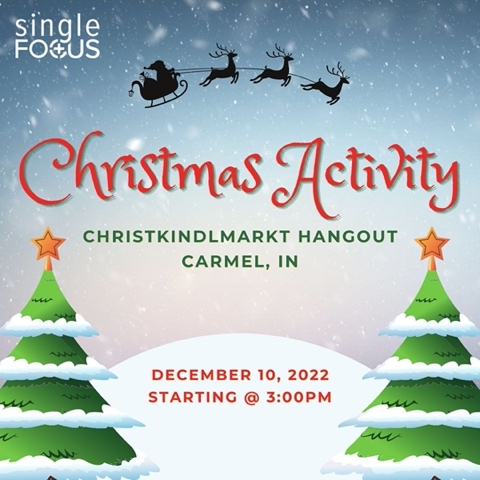 single
FOCUS
Christmas Activity
CHRISTKINDLMARKT HANGOUT
CARMEL, IN
DECEMBER 10, 2022
STARTING @ 3:00PM